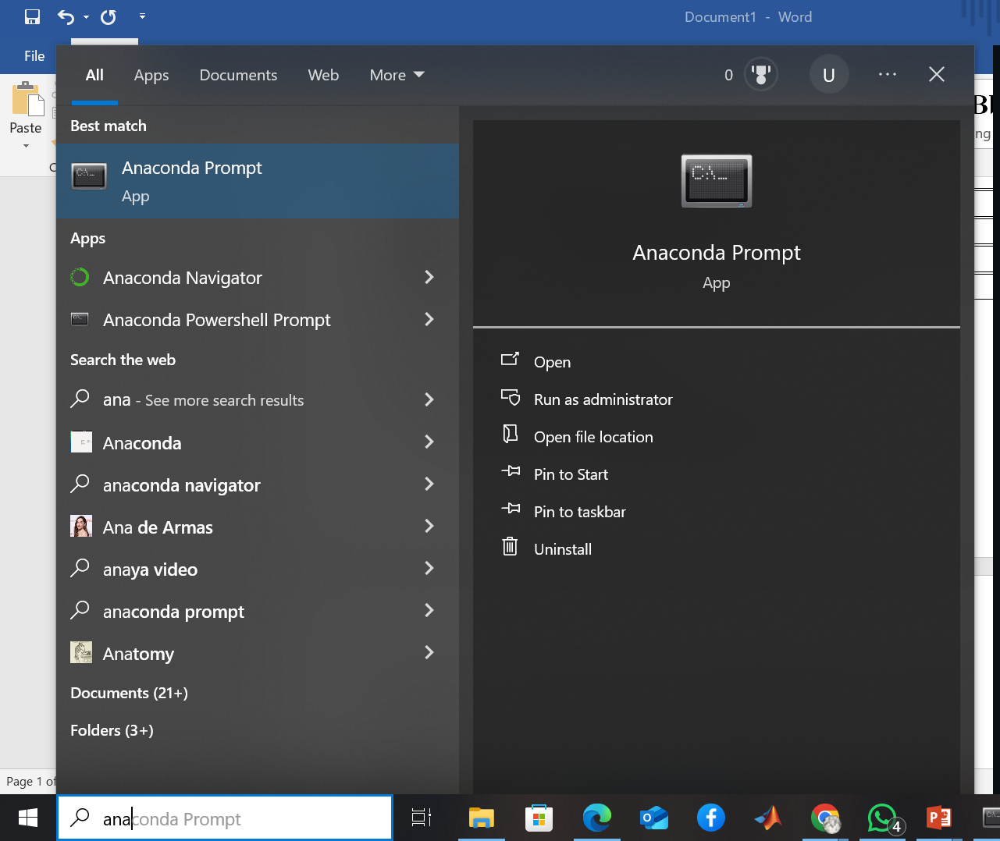 Document1 - Word
File
All Apps Documents Web More 0 U
Paste
Best match
Anaconda Prompt
App
Apps
Anaconda Navigator
Anaconda Powershell Prompt
Search the web
ana - See more search results
Anaconda
anaconda navigator
Ana de Armas
anaya video
anaconda prompt
Anatomy
Documents (21+)
Folders (3+)
Anaconda Prompt
App
Open
Run as administrator
Open file location
Pin to Start
Pin to taskbar
Uninstall
ng
Page 1 of
anaconda Prompt
4